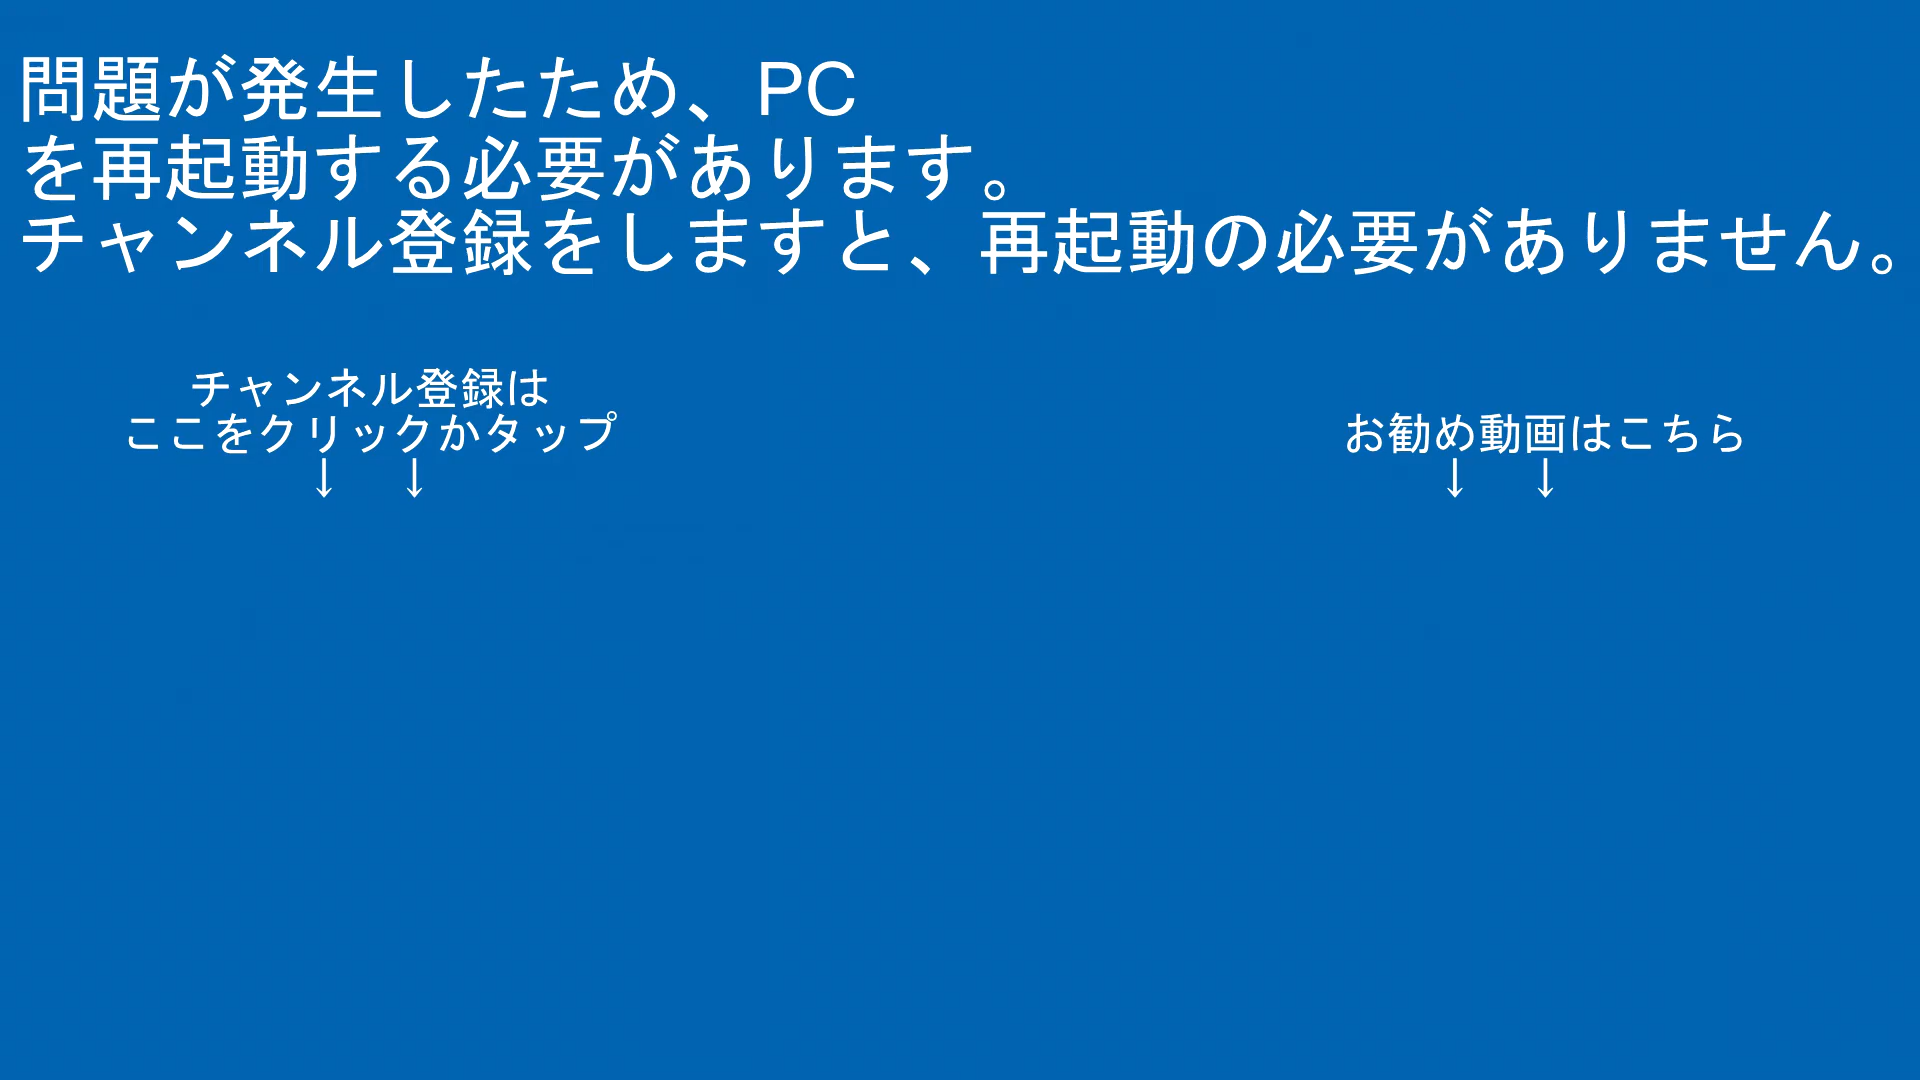 問題が発生したため、PC
を再起動する必要があります。
チャンネル登録をしますと、再起動の必要がありません。
チャンネル登録は
ここをクリックかタップ
↓　↓
お勧め動画はこちら
↓　↓